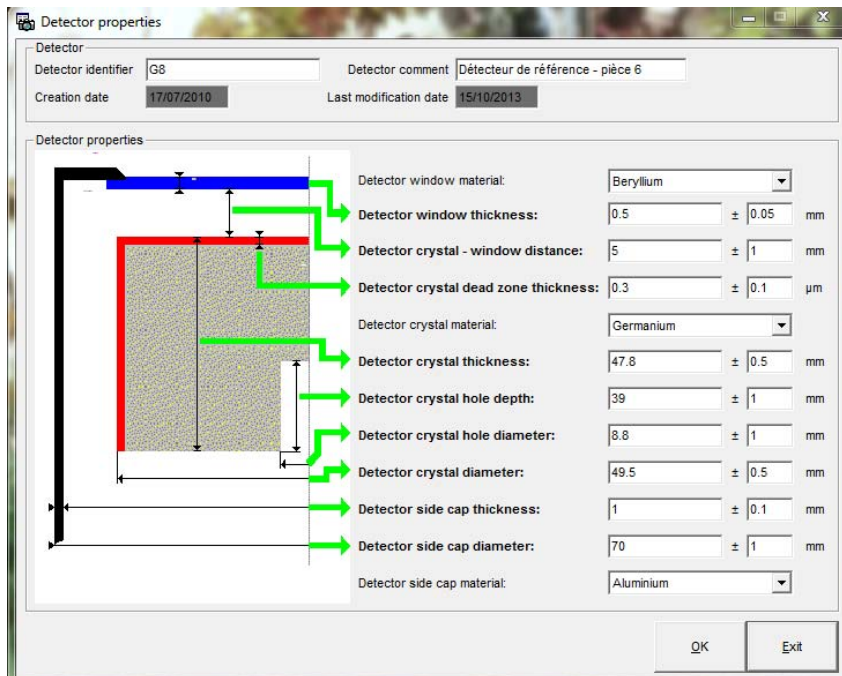 Detector properties
Detector
Detector identifier G8 Detector comment Détecteur de référence - pièce 6
Creation date 17/07/2010 Last modification date 15/10/2013
Detector properties
Detector window material: Beryllium
Detector window thickness: 0.5 ± 0.05 mm
Detector crystal - window distance: 5 ± 1 mm
Detector crystal dead zone thickness: 0.3 ± 0.1 µm
Detector crystal material: Germanium
Detector crystal thickness: 47.8 ± 0.5 mm
Detector crystal hole depth: 39 ± 1 mm
Detector crystal hole diameter: 8.8 ± 1 mm
Detector crystal diameter: 49.5 ± 0.5 mm
Detector side cap thickness: 1 ± 0.1 mm
Detector side cap diameter: 70 ± 1 mm
Detector side cap material: Aluminium
OK Exit